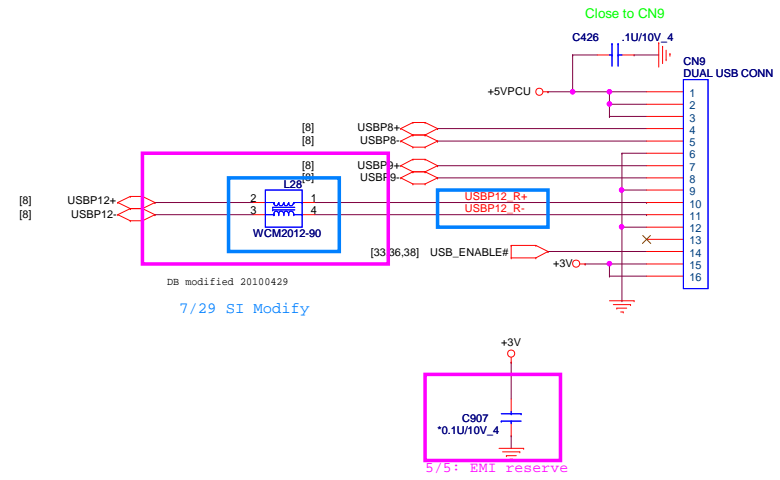 Close to CN9
C426
.1U/10V_4
CN9
DUAL USB CONN
+5VPCU
1
2
3
[8] USBP8+
4
[8] USBP8-
5
6
[8] USBP9+
7
[8] USBP9-
8
9
L28
[8] USBP12+
2
1
USBP12_R+
10
[8] USBP12-
3
4
USBP12_R-
11
WCM2012-90
12
13
[33,36,38] USB_ENABLE#
14
+3V
15
16
DB modified 20100429
7/29 SI Modify
+3V
C907
*0.1U/10V_4
5/5: EMI reserve